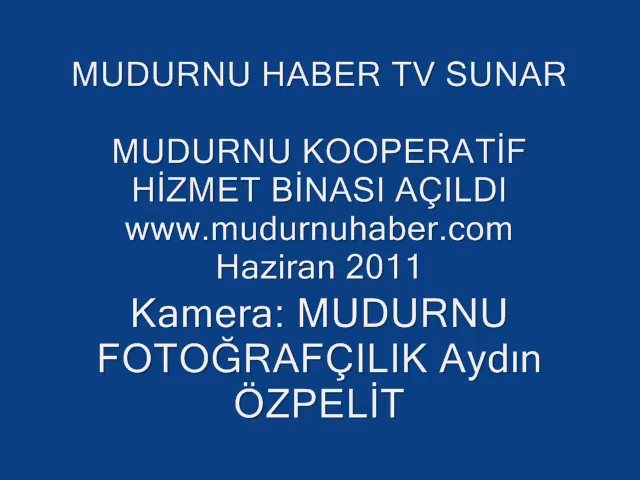 MUDURNU HABER TV SUNAR
MUDURNU KOOPERATİF
HİZMET BİNASI AÇILDI
www.mudurnuhaber.com
Haziran 2011
Kamera: MUDURNU
FOTOĞRAFÇILIK Aydın
ÖZPELİT